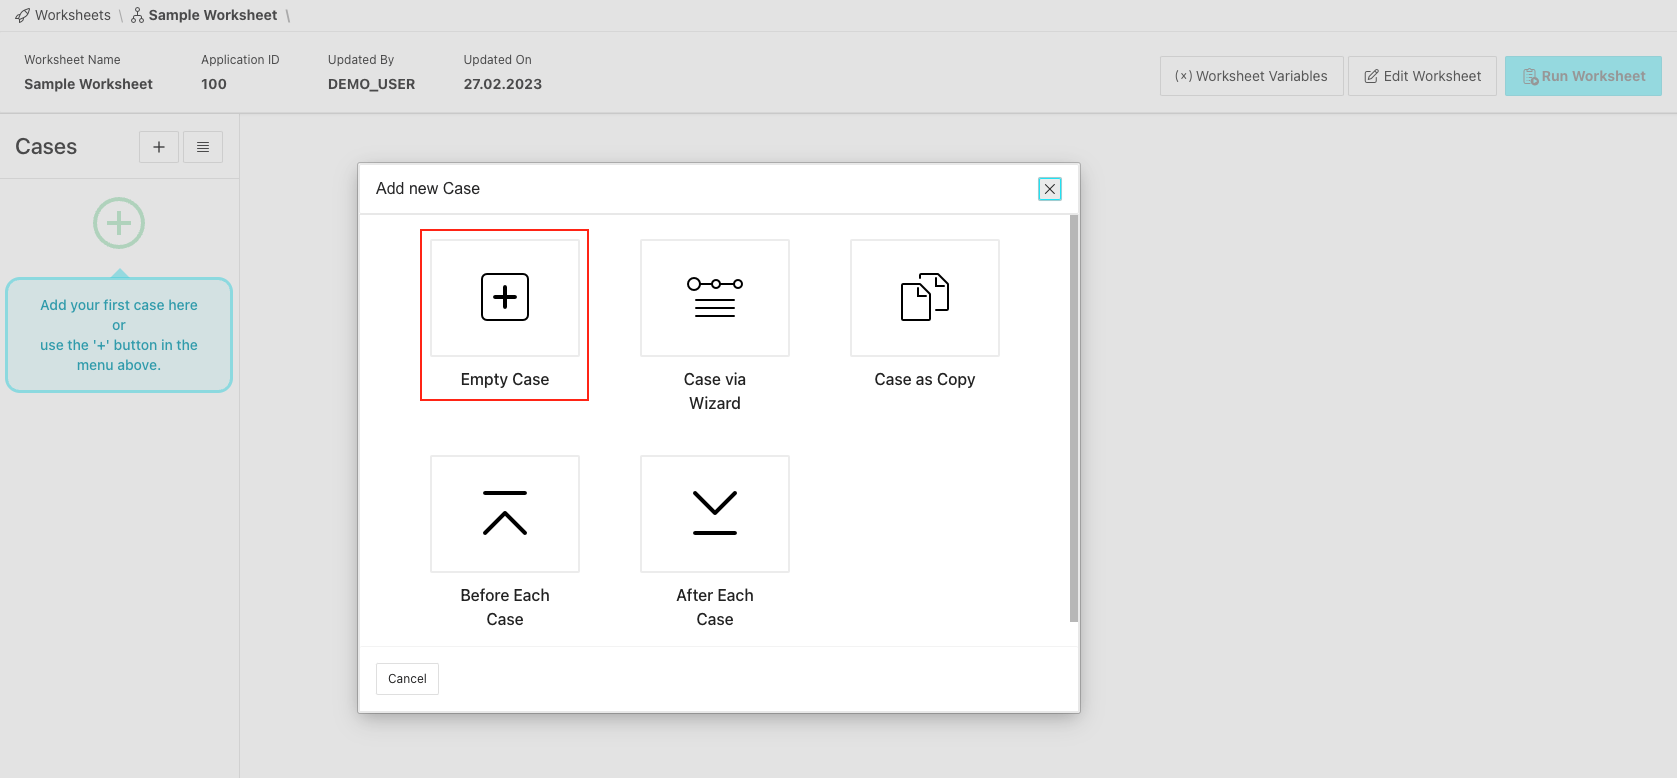 Worksheets \ Sample Worksheet \
Worksheet Name
Sample Worksheet
Application ID
100
Updated By
DEMO_USER
Updated On
27.02.2023
(×) Worksheet Variables
Edit Worksheet
Run Worksheet
Cases
Add your first case here
or
use the '+' button in the
menu above.
Add new Case
Empty Case
Case via
Wizard
Case as Copy
Before Each
Case
After Each
Case
Cancel